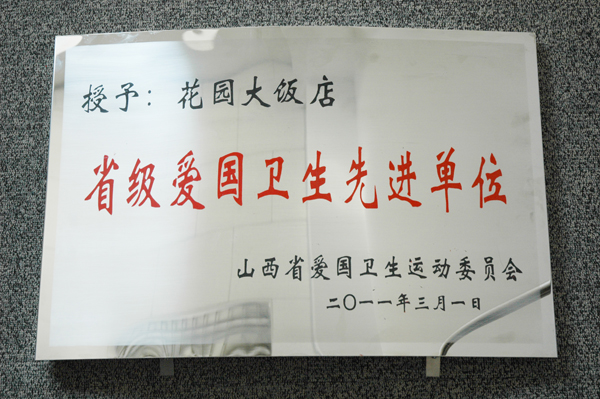 授予：花园大饭店
省级爱国卫生先进单位
山西省爱国卫生运动委员会
二〇一一年三月一日